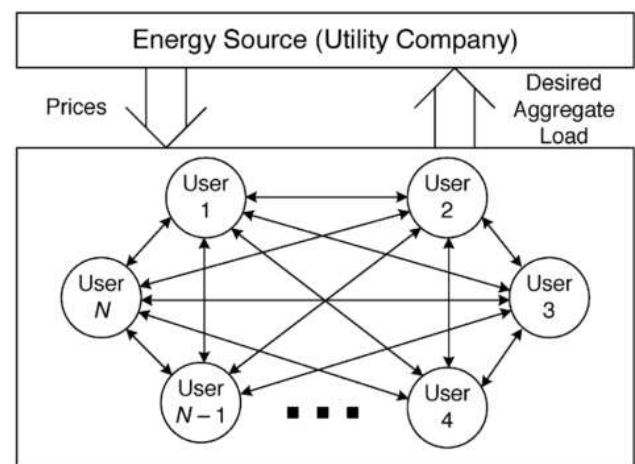 Energy Source (Utility Company)
Prices
Desired
Aggregate
Load
User
1
User
2
User
N
User
3
User
N – 1
User
4